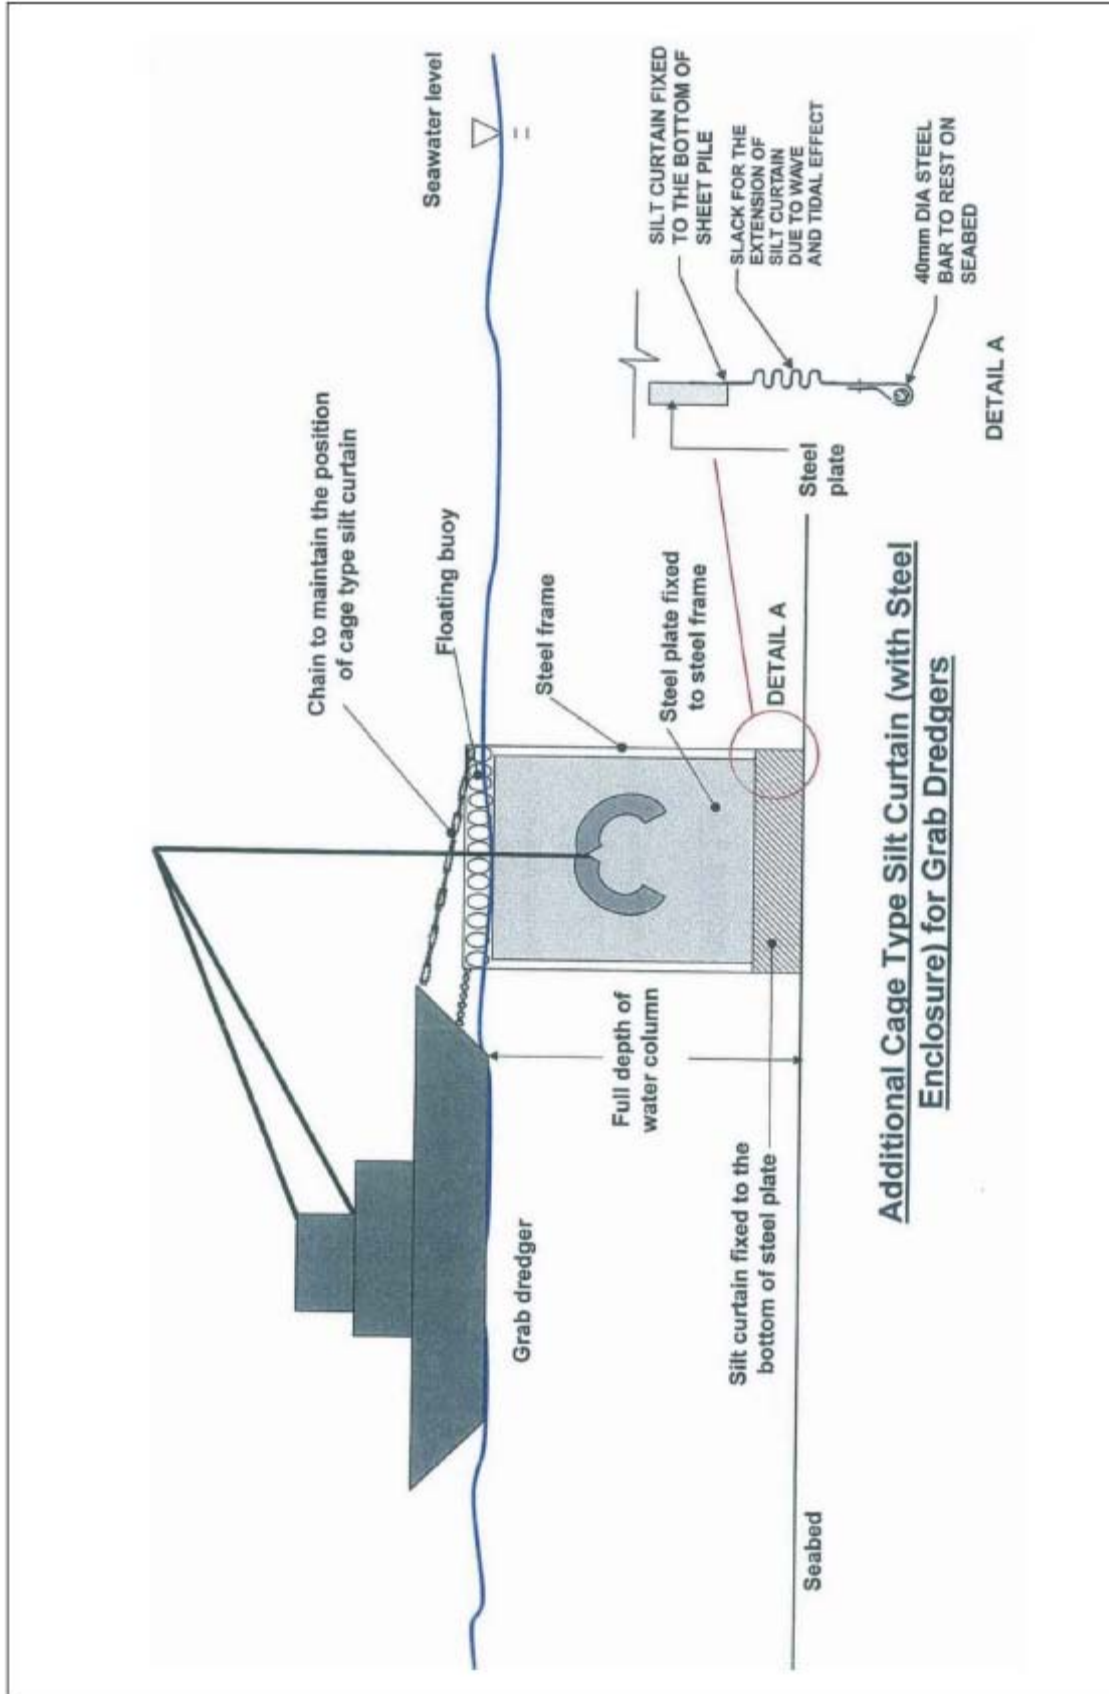 Seawater level
Chain to maintain the position
of cage type silt curtain
Floating buoy
Steel frame
Steel plate fixed
to steel frame
DETAIL A
Grab dredger
Full depth of
water column
Silt curtain fixed to the
bottom of steel plate
Seabed
SILT CURTAIN FIXED
TO THE BOTTOM OF
SHEET PILE
SLACK FOR THE
EXTENSION OF
SILT CURTAIN
DUE TO WAVE
AND TIDAL EFFECT
40mm DIA STEEL
BAR TO REST ON
SEABED
Steel
plate
DETAIL A
Additional Cage Type Silt Curtain (with Steel
Enclosure) for Grab Dredgers